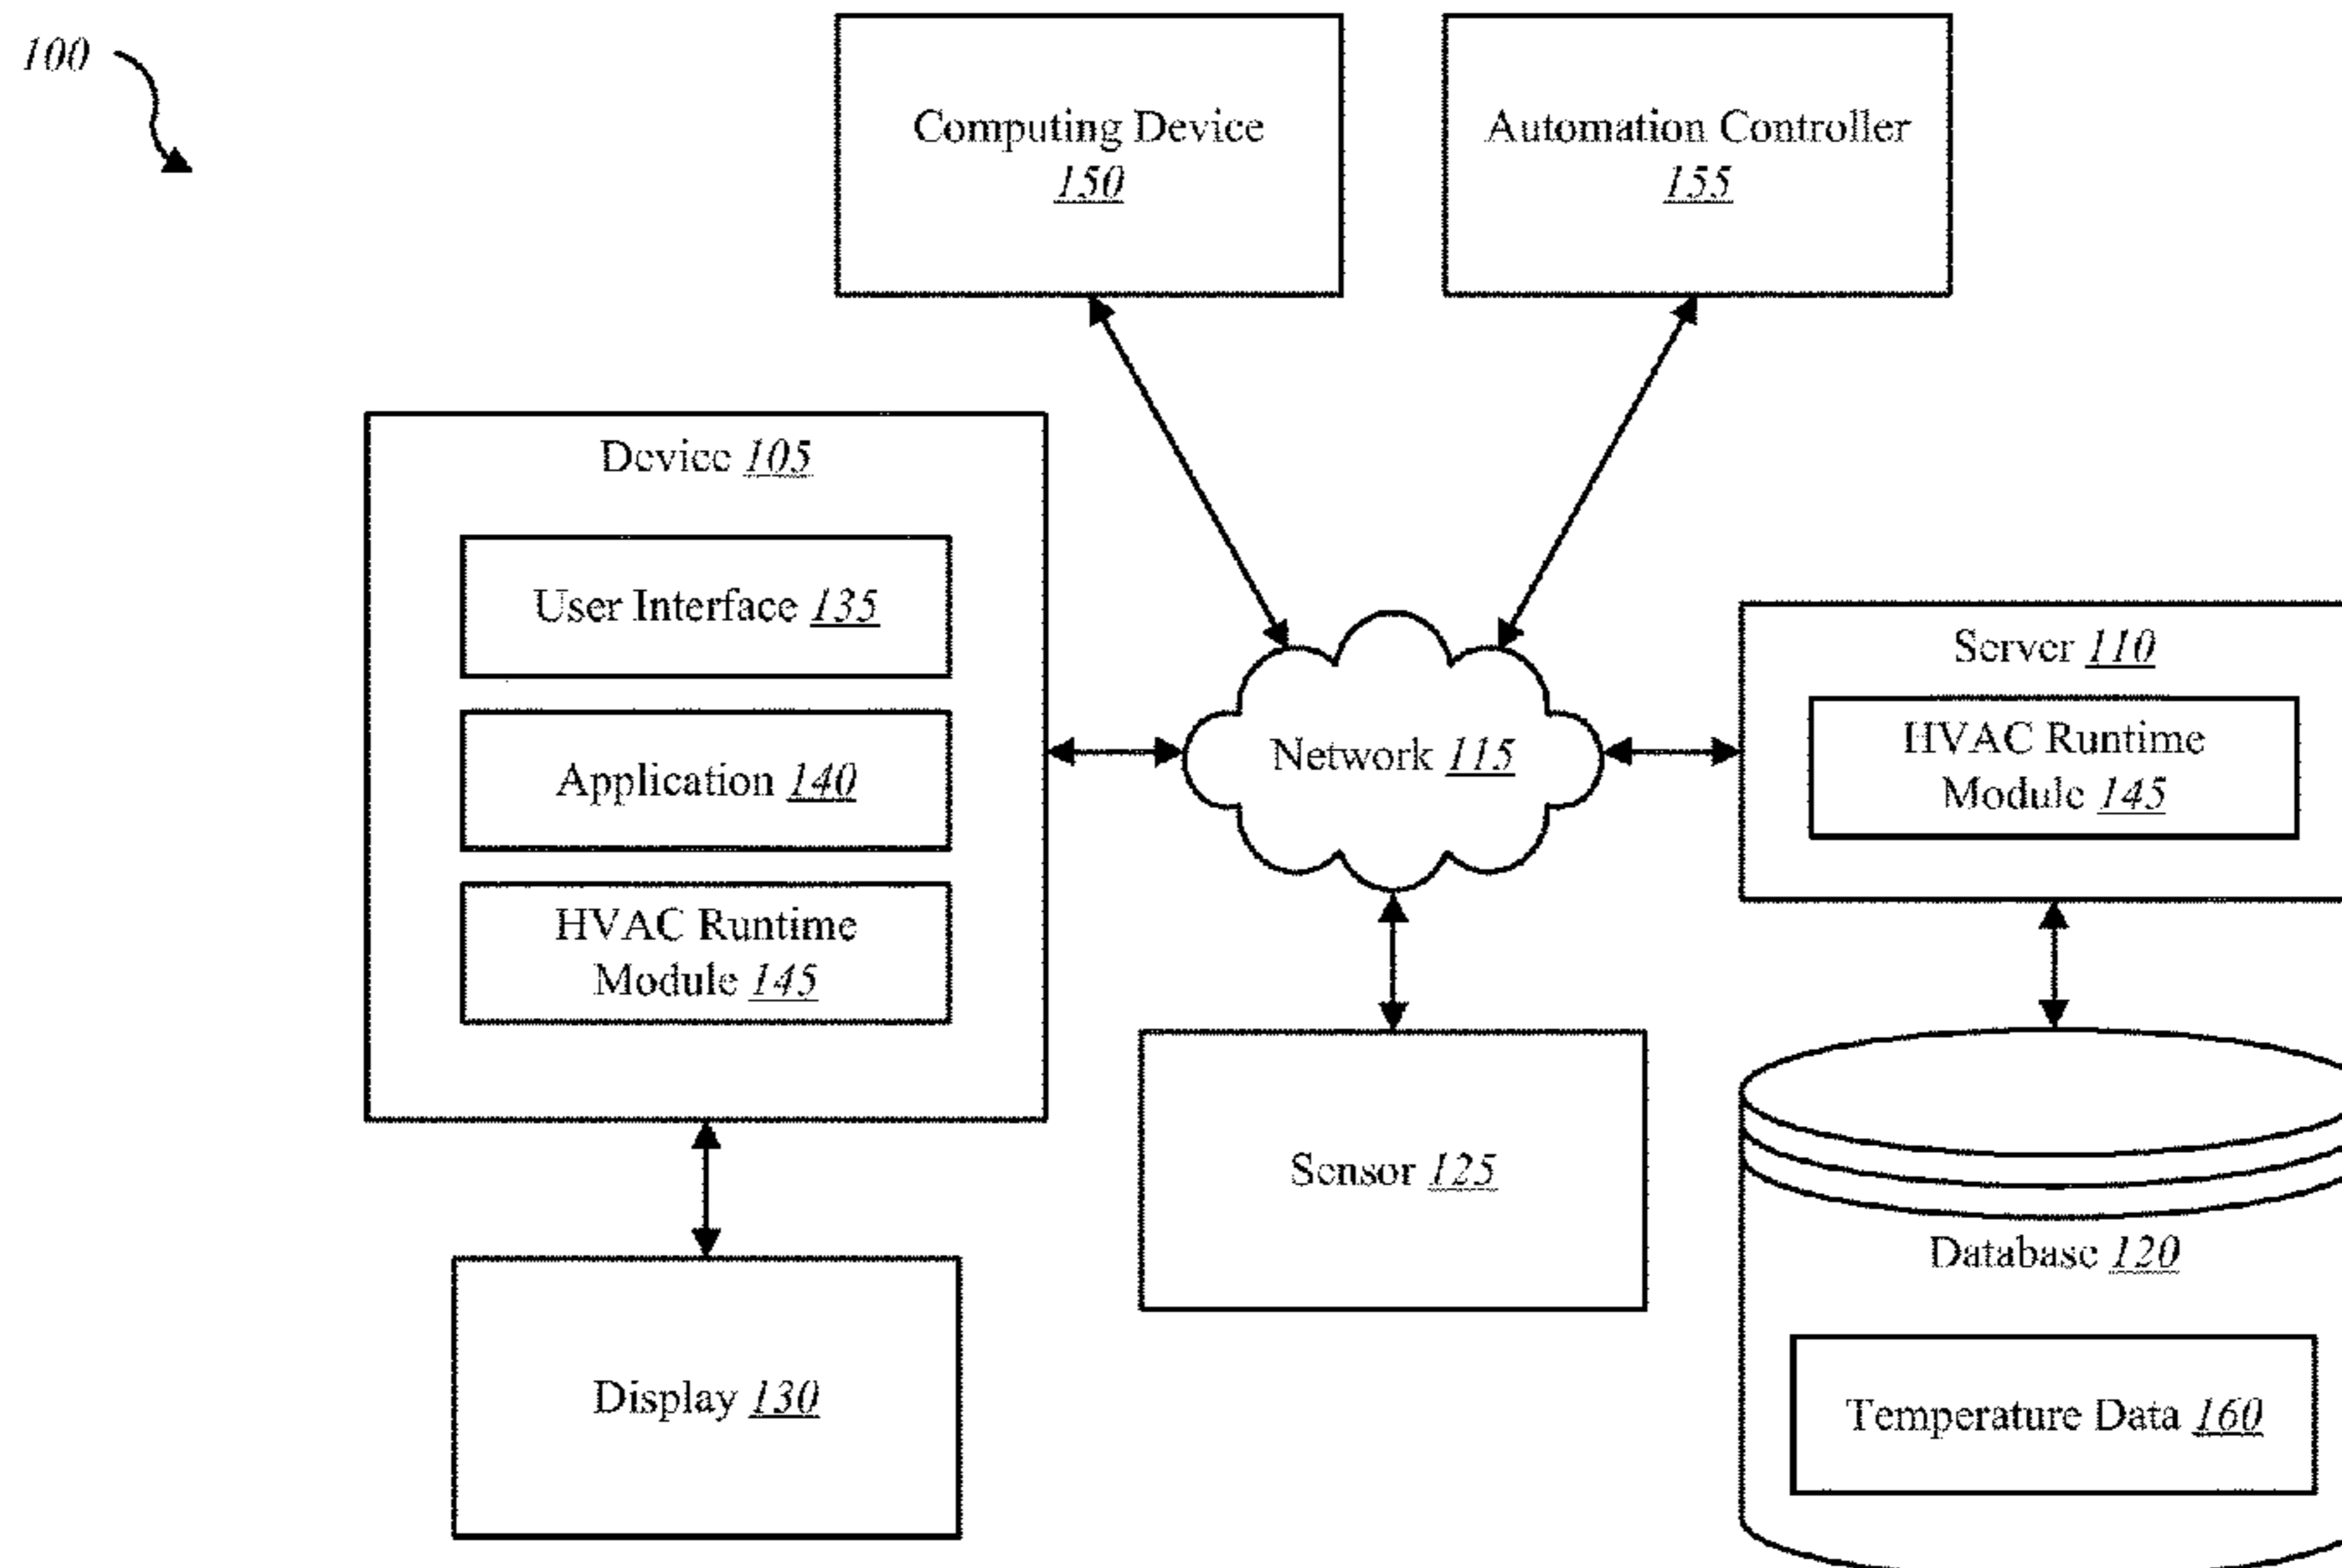 100
Computing Device
150
Automation Controller
155
Device 105
User Interface 135
Application 140
HVAC Runtime
Module 145
Network 115
Server 110
HVAC Runtime
Module 145
Sensor 125
Display 130
Database 120
Temperature Data 160